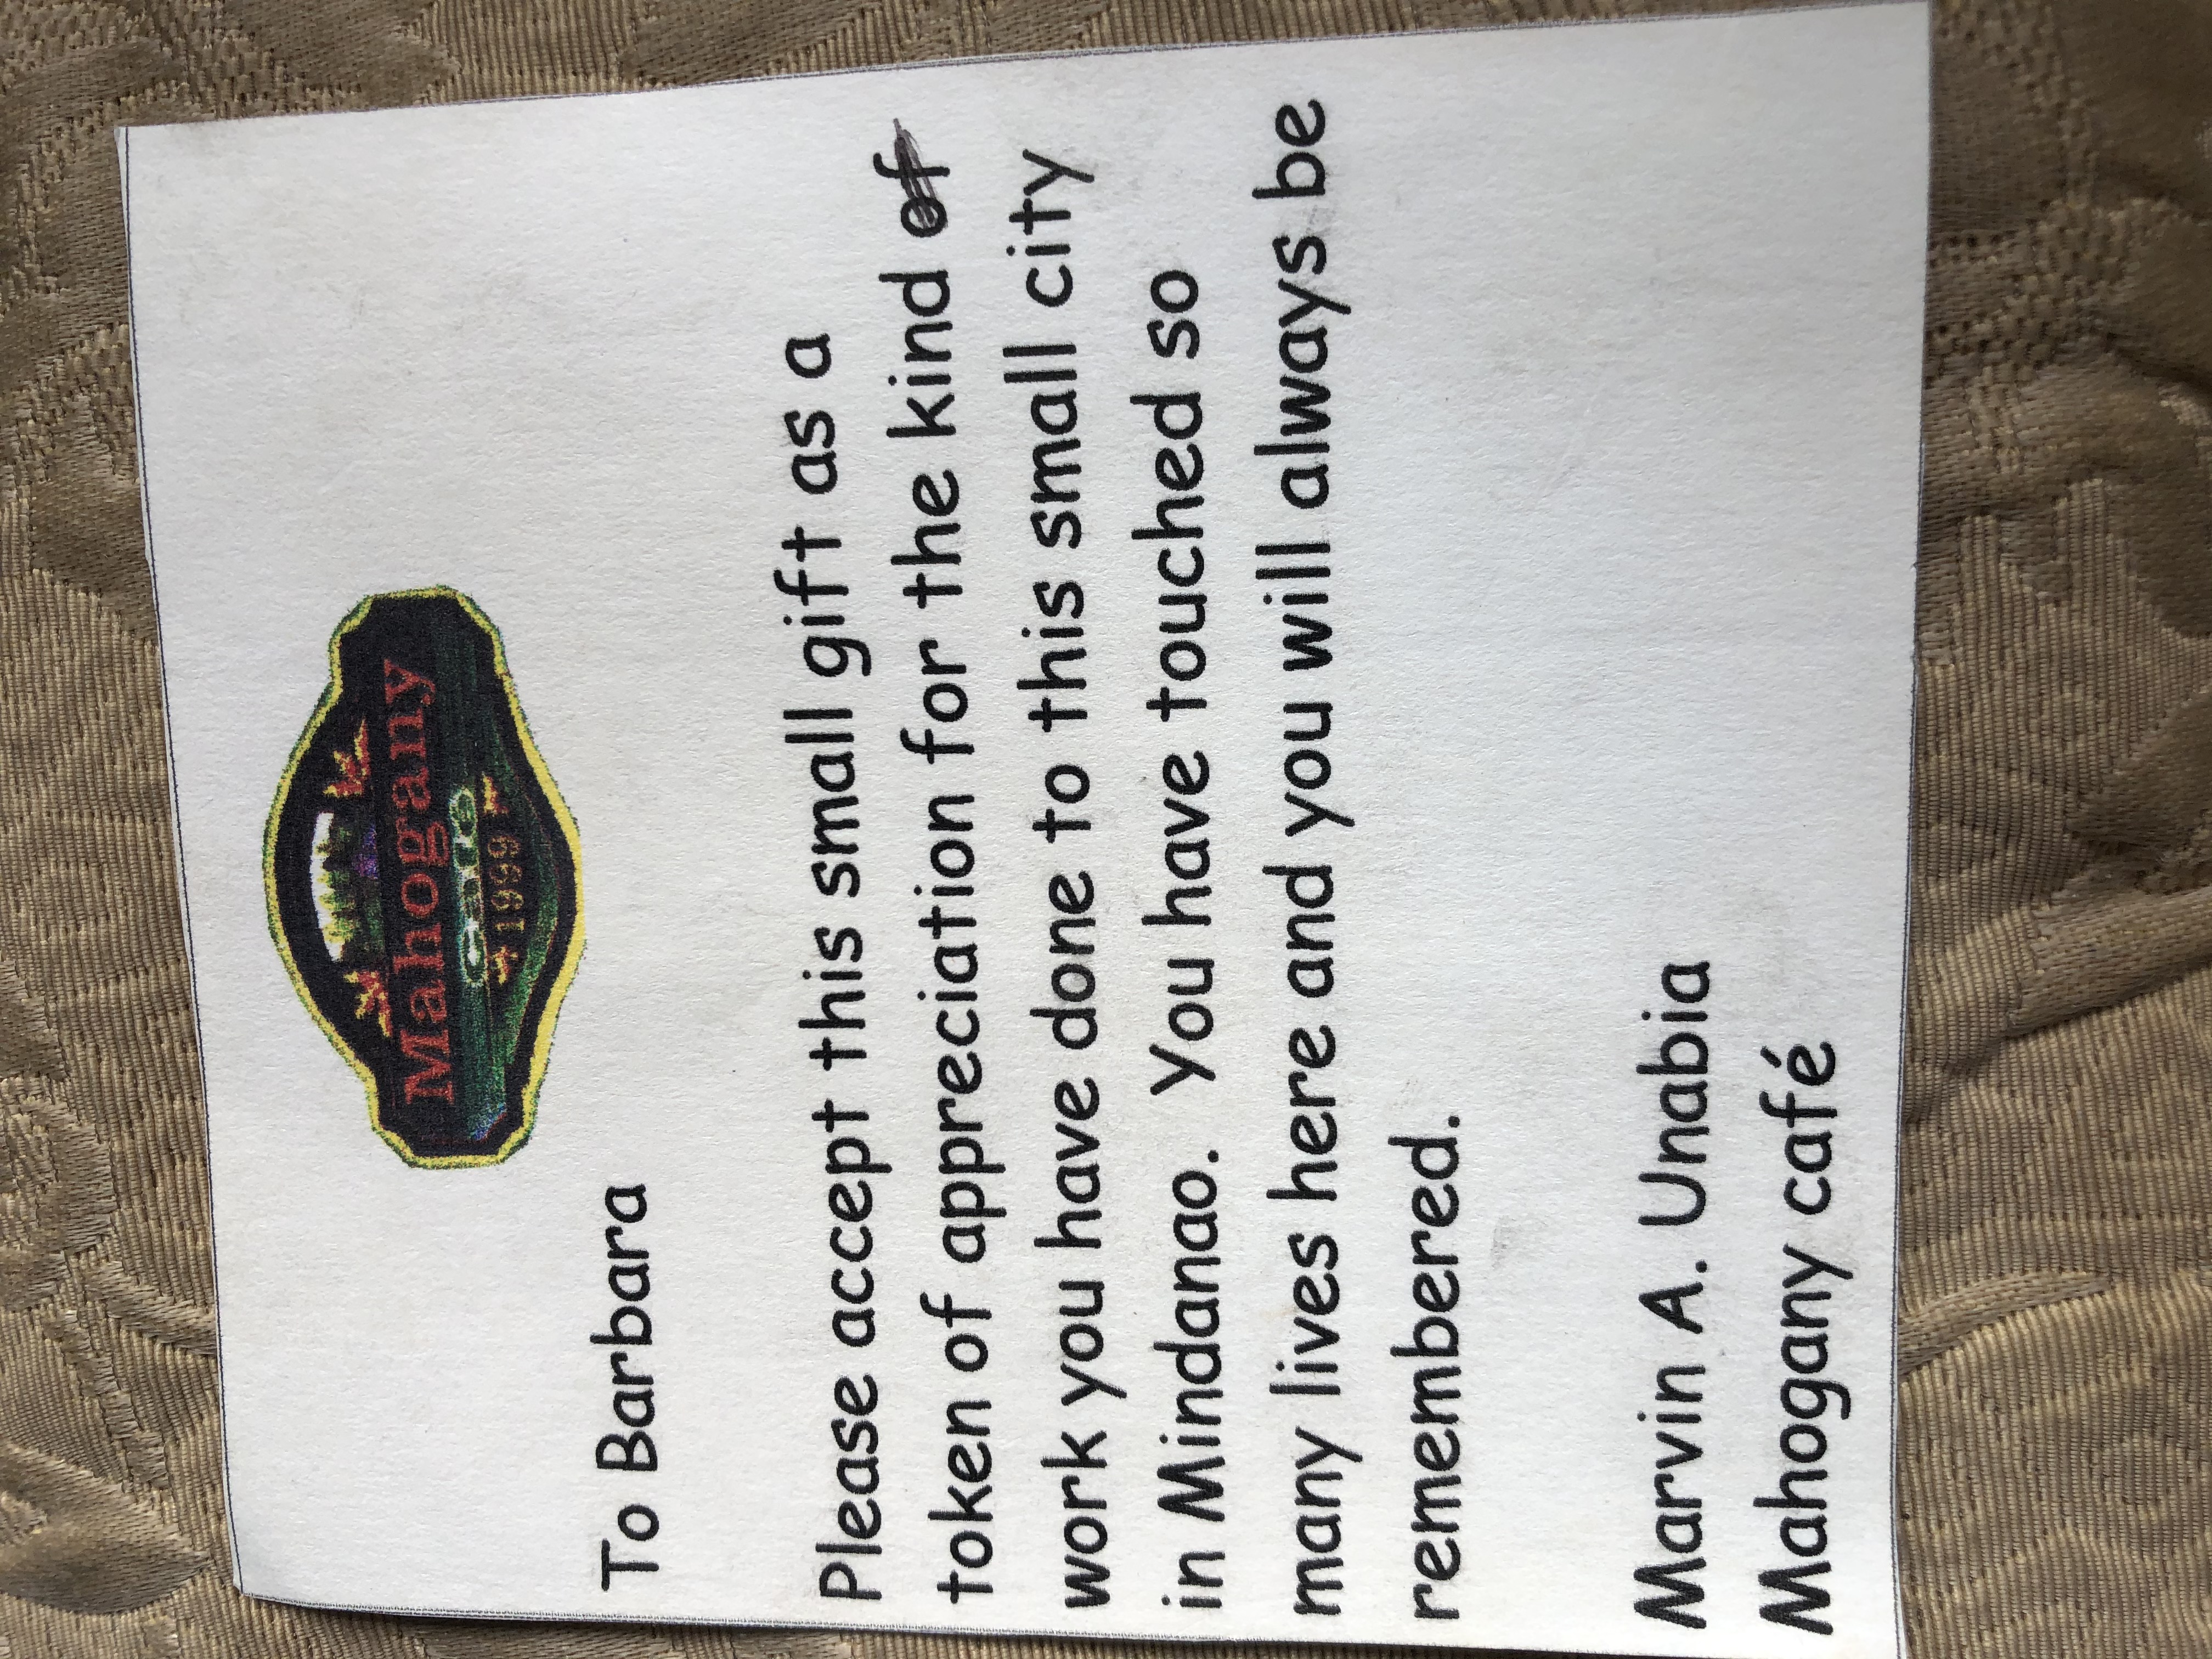 Mahogany
Cafe
1999
To Barbara
Please accept this small gift as a
token of appreciation for the kind of
work you have done to this small city
in Mindanao. You have touched so
many lives here and you will always be
remembered.
Marvin A. Unabia
Mahogany café